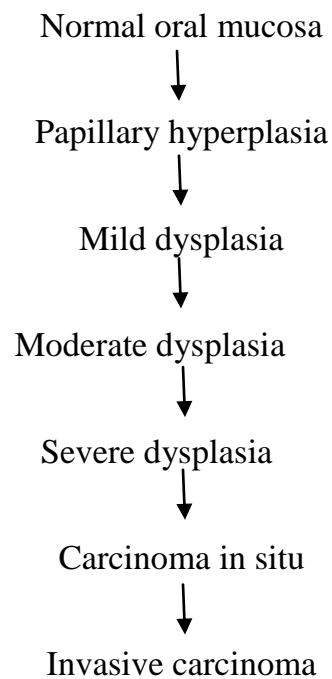 Normal oral mucosa
Papillary hyperplasia
Mild dysplasia
Moderate dysplasia
Severe dysplasia
Carcinoma in situ
Invasive carcinoma